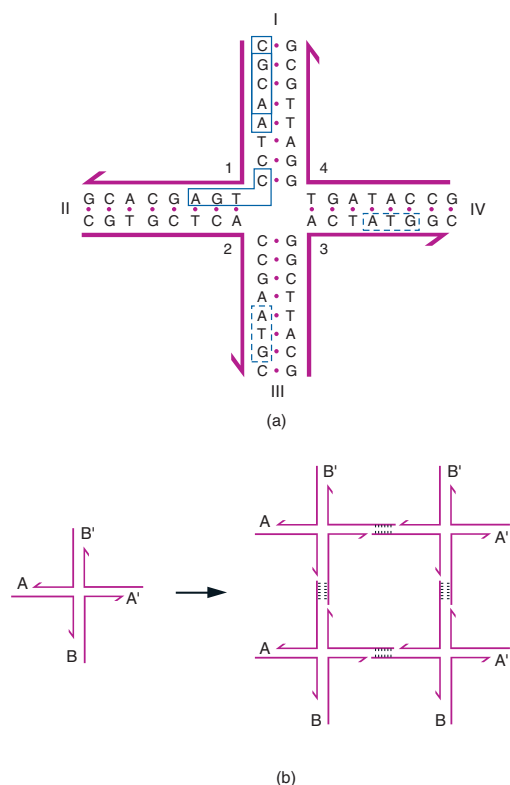 I
C G
G C
C G
A T
A T
T A
C G
1 4
C G
G C A C G A G T T G A T A C C G
II IV
C G T G C T C A A C T A T G G C
2 3
C G
C G
G C
A T
A T
T A
G C
C G
III
(a)
B' B'
A A'
B'
A A'
B
A A'
B B
(b)